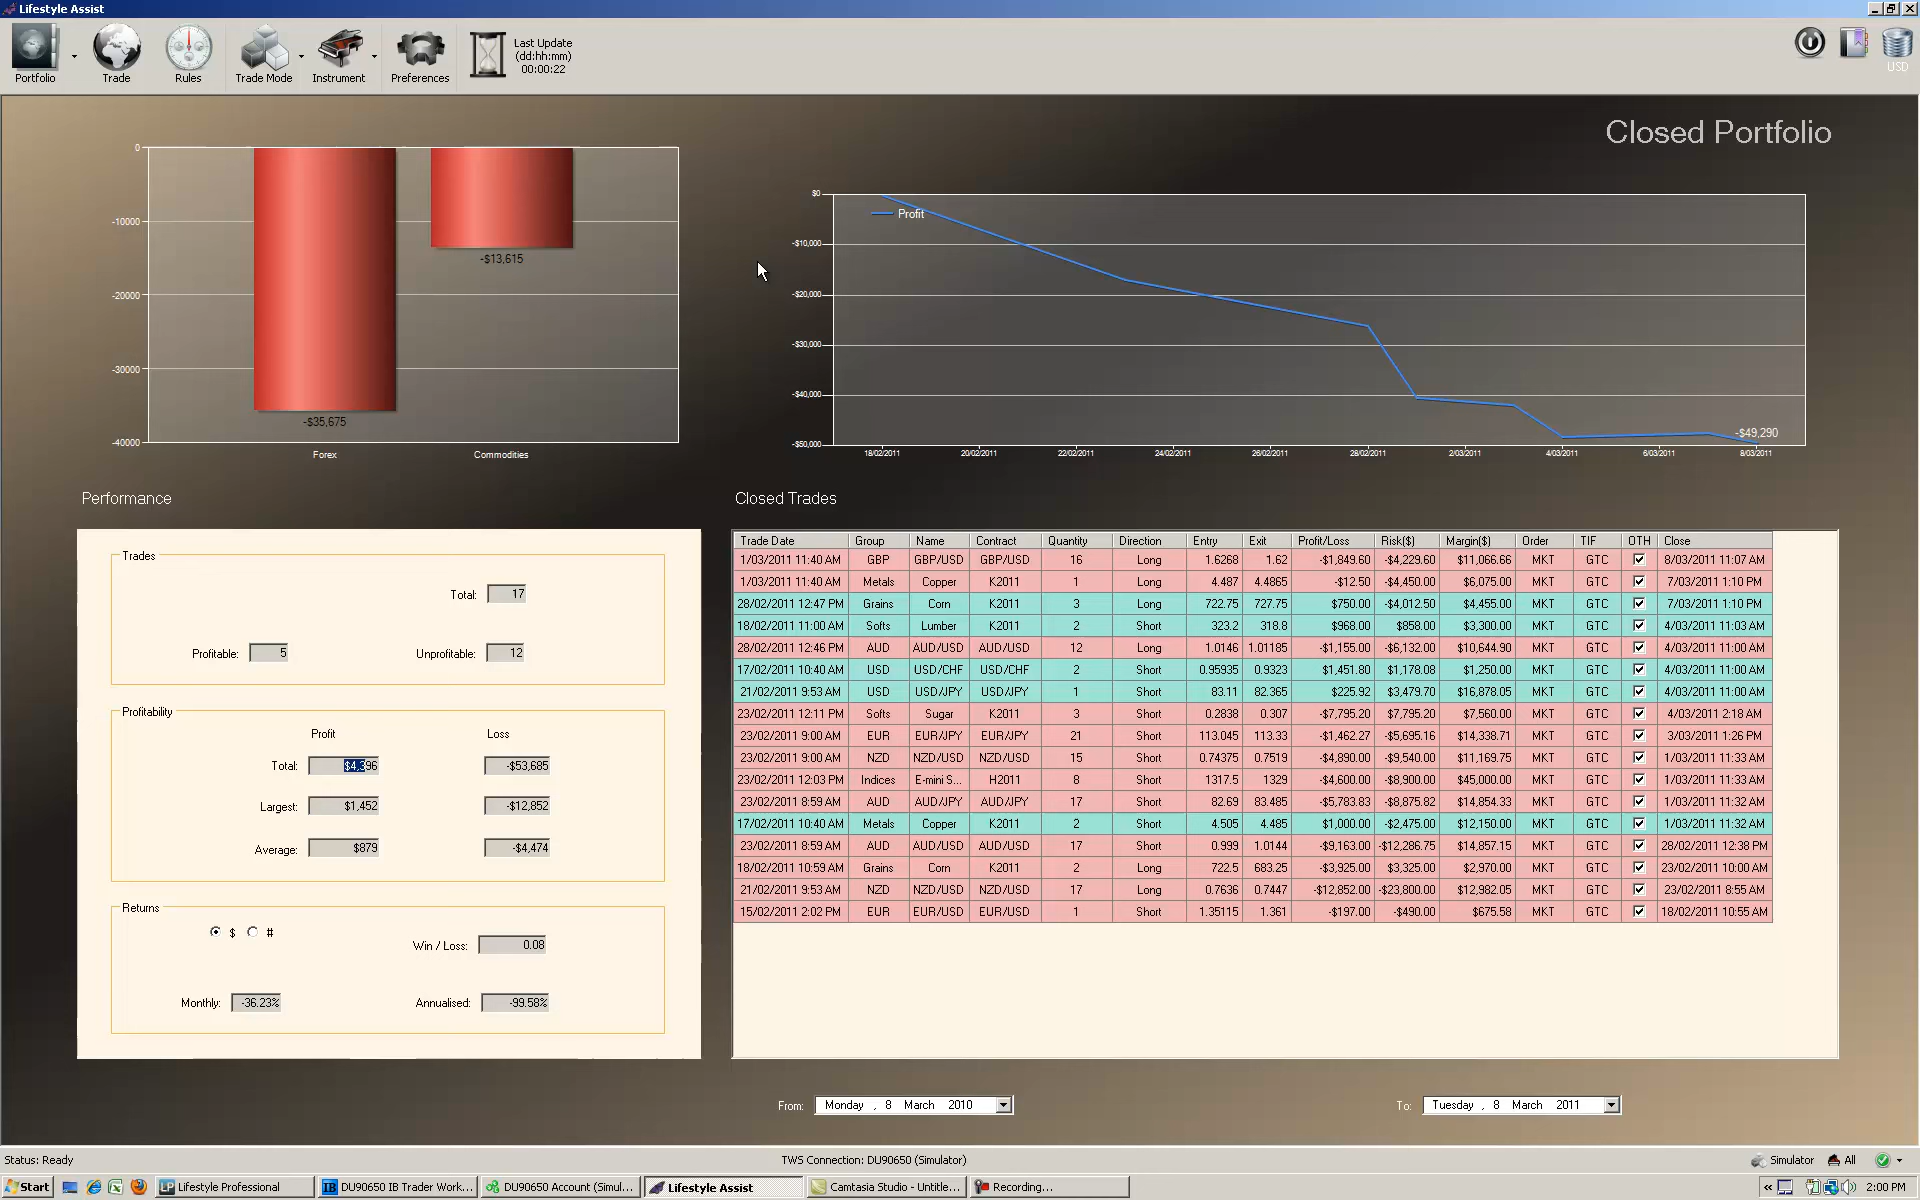 Lifestyle Assist
Portfolio
Trade
Rules
Trade Mode
Instrument
Preferences
Last Update
(dd:hh:mm)
00:00:22
USD
Closed Portfolio
0
-10000
-20000
-30000
-40000
-$35,675
-$13,615
Forex
Commodities
$0
-$10,000
-$20,000
-$30,000
-$40,000
-$50,000
Profit
-$49,290
18/02/2011 20/02/2011 22/02/2011 24/02/2011 26/02/2011 28/02/2011 2/03/2011 4/03/2011 6/03/2011 8/03/2011
Performance
Trades
Total: 17
Profitable: 5 Unprofitable: 12
Profitability
Profit Loss
Total: $4,396 -$53,685
Largest: $1,452 -$12,852
Average: $879 -$4,474
Returns
$ #
Win / Loss: 0.08
Monthly: -36.23% Annualised: -99.58%
Closed Trades
Trade Date Group Name Contract Quantity Direction Entry Exit Profit/Loss Risk($) Margin($) Order TIF OTH Close
1/03/2011 11:40 AM GBP GBP/USD GBP/USD 16 Long 1.6268 1.62 -$1,849.60 -$4,229.60 $11,066.66 MKT GTC 8/03/2011 11:07 AM
1/03/2011 11:40 AM Metals Copper K2011 1 Long 4.487 4.4865 -$12.50 -$4,450.00 $6,075.00 MKT GTC 7/03/2011 1:10 PM
28/02/2011 12:47 PM Grains Corn K2011 3 Long 722.75 727.75 $750.00 -$4,012.50 $4,455.00 MKT GTC 7/03/2011 1:10 PM
18/02/2011 11:00 AM Softs Lumber K2011 2 Short 323.2 318.8 $968.00 $858.00 $3,300.00 MKT GTC 4/03/2011 11:03 AM
28/02/2011 12:46 PM AUD AUD/USD AUD/USD 12 Long 1.0146 1.01185 -$1,155.00 -$6,132.00 $10,644.90 MKT GTC 4/03/2011 11:00 AM
17/02/2011 10:40 AM USD USD/CHF USD/CHF 2 Short 0.95935 0.9323 $1,451.80 $1,178.08 $1,250.00 MKT GTC 4/03/2011 11:00 AM
21/02/2011 9:53 AM USD USD/JPY USD/JPY 1 Short 83.11 82.365 $225.92 $3,479.70 $16,878.05 MKT GTC 4/03/2011 11:00 AM
23/02/2011 12:11 PM Softs Sugar K2011 3 Short 0.2838 0.307 -$7,795.20 $7,795.20 $7,560.00 MKT GTC 4/03/2011 2:18 AM
23/02/2011 9:00 AM EUR EUR/JPY EUR/JPY 21 Short 113.045 113.33 -$1,462.27 -$5,695.16 $14,338.71 MKT GTC 3/03/2011 1:26 PM
23/02/2011 9:00 AM NZD NZD/USD NZD/USD 15 Short 0.74375 0.7519 -$4,890.00 -$9,540.00 $11,169.75 MKT GTC 1/03/2011 11:33 AM
23/02/2011 12:03 PM Indices E-mini S... H2011 8 Short 1317.5 1329 -$4,600.00 -$8,900.00 $45,000.00 MKT GTC 1/03/2011 11:33 AM
23/02/2011 8:59 AM AUD AUD/JPY AUD/JPY 17 Short 82.69 83.485 -$5,783.83 -$8,875.82 $14,854.33 MKT GTC 1/03/2011 11:32 AM
17/02/2011 10:40 AM Metals Copper K2011 2 Short 4.505 4.485 $1,000.00 -$2,475.00 $12,150.00 MKT GTC 1/03/2011 11:32 AM
23/02/2011 8:59 AM AUD AUD/USD AUD/USD 17 Short 0.999 1.0144 -$9,163.00 -$12,286.75 $14,857.15 MKT GTC 28/02/2011 12:38 PM
18/02/2011 10:59 AM Grains Corn K2011 2 Long 722.5 683.25 -$3,925.00 $3,325.00 $2,970.00 MKT GTC 23/02/2011 10:00 AM
21/02/2011 9:53 AM NZD NZD/USD NZD/USD 17 Long 0.7636 0.7447 -$12,852.00 -$23,800.00 $12,982.05 MKT GTC 23/02/2011 8:55 AM
15/02/2011 2:02 PM EUR EUR/USD EUR/USD 1 Short 1.35115 1.361 -$197.00 -$490.00 $675.58 MKT GTC 18/02/2011 10:55 AM
From: Monday , 8 March 2010 To: Tuesday , 8 March 2011
Status: Ready TWS Connection: DU90650 (Simulator) Simulator All
Start LP Lifestyle Professional IB DU90650 IB Trader Work... DU90650 Account (Simul... Lifestyle Assist Camtasia Studio - Untitle... Recording... « 2:00 PM